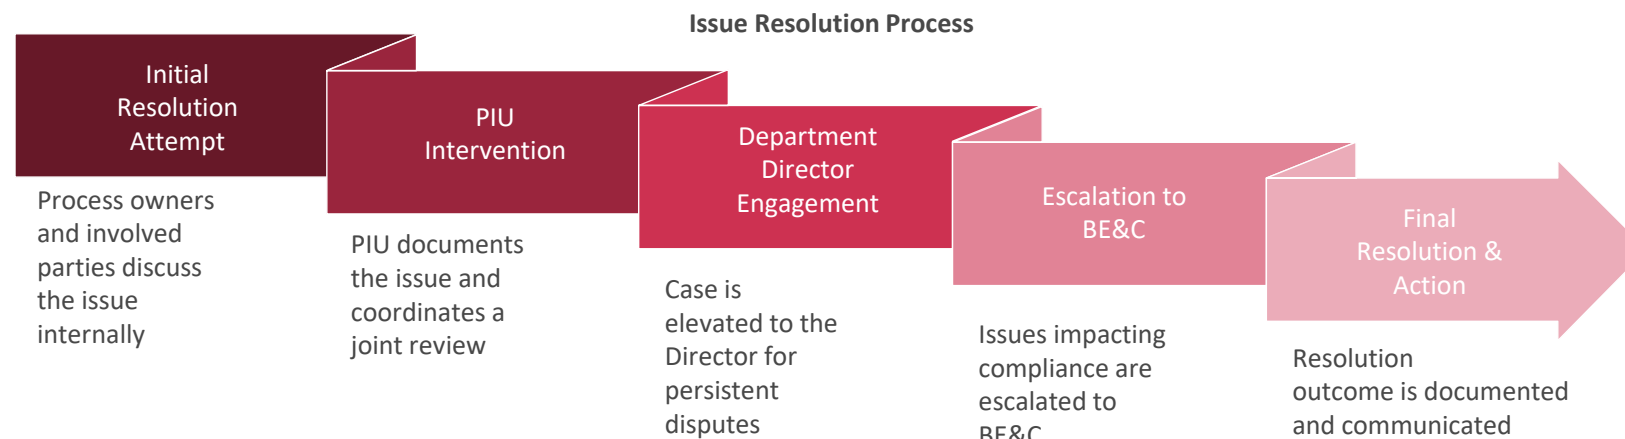 Issue Resolution Process
Initial
Resolution
Attempt
Process owners
and involved
parties discuss
the issue
internally
PIU
Intervention
PIU documents
the issue and
coordinates a
joint review
Department
Director
Engagement
Case is
elevated to the
Director for
persistent
disputes
Escalation to
BE&C
Issues impacting
compliance are
escalated to
BE&C
Final
Resolution &
Action
Resolution
outcome is documented
and communicated